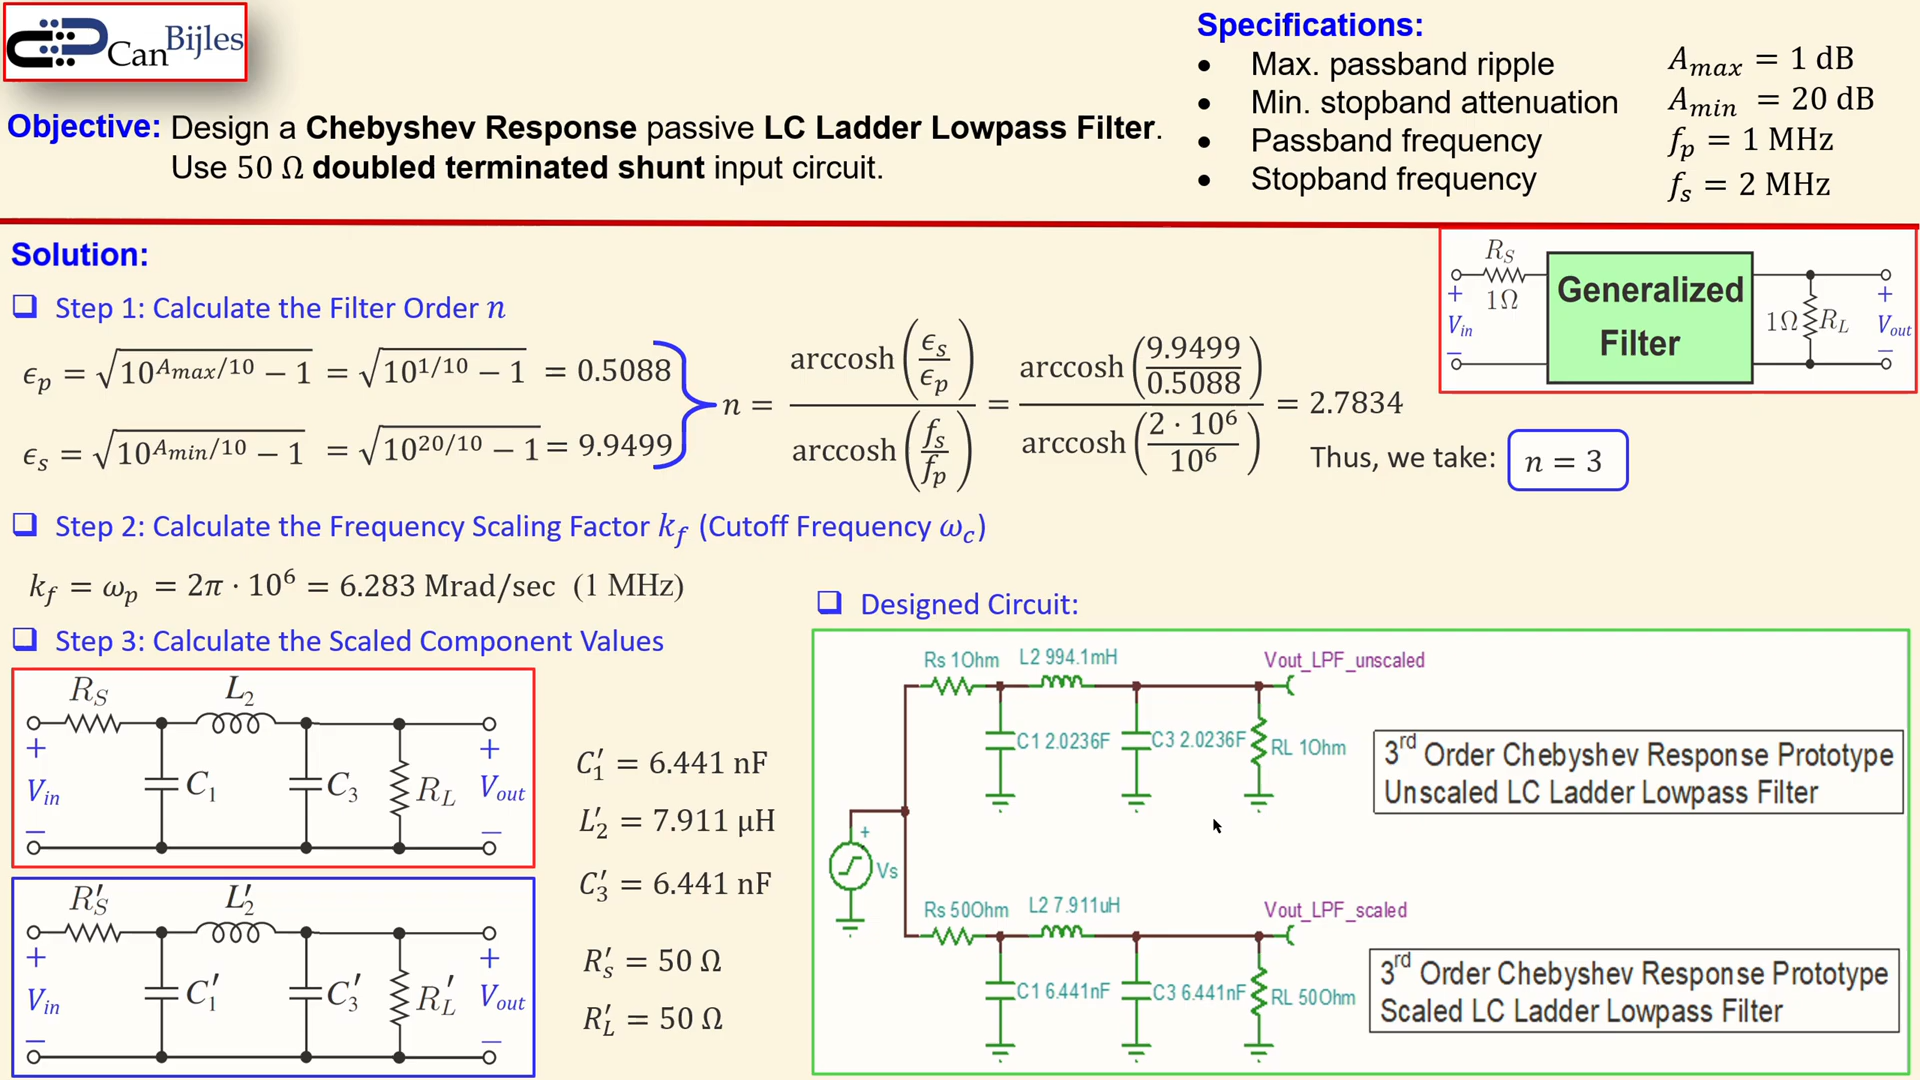 CanBijles
Objective: Design a Chebyshev Response passive LC Ladder Lowpass Filter.
Use 50 Ω doubled terminated shunt input circuit.
Specifications:
• Max. passband ripple A_max = 1 dB
• Min. stopband attenuation A_min = 20 dB
• Passband frequency f_p = 1 MHz
• Stopband frequency f_s = 2 MHz
Solution:
❑ Step 1: Calculate the Filter Order n
ϵ_p = √(10^{A_max/10} − 1) = √(10^{1/10} − 1) = 0.5088
ϵ_s = √(10^{A_min/10} − 1) = √(10^{20/10} − 1) = 9.9499
n = arccosh(ϵ_s/ϵ_p) / arccosh(f_s/f_p) = arccosh(9.9499/0.5088) / arccosh(2 · 10⁶/10⁶) = 2.7834
Thus, we take: n = 3
R_S
1Ω
+ V_in −
Generalized
Filter
1Ω R_L
+ V_out −
❑ Step 2: Calculate the Frequency Scaling Factor k_f (Cutoff Frequency ω_c)
k_f = ω_p = 2π · 10⁶ = 6.283 Mrad/sec (1 MHz)
❑ Step 3: Calculate the Scaled Component Values
R_S L_2
+ V_in − C_1 C_3 R_L + V_out −
R′_S L′_2
+ V_in − C′_1 C′_3 R′_L + V_out −
C′_1 = 6.441 nF
L′_2 = 7.911 μH
C′_3 = 6.441 nF
R′_s = 50 Ω
R′_L = 50 Ω
❑ Designed Circuit:
Rs 1Ohm L2 994.1mH Vout_LPF_unscaled
C1 2.0236F C3 2.0236F RL 1Ohm
3rd Order Chebyshev Response Prototype
Unscaled LC Ladder Lowpass Filter
+
Vs
Rs 50Ohm L2 7.911uH Vout_LPF_scaled
C1 6.441nF C3 6.441nF RL 50Ohm
3rd Order Chebyshev Response Prototype
Scaled LC Ladder Lowpass Filter